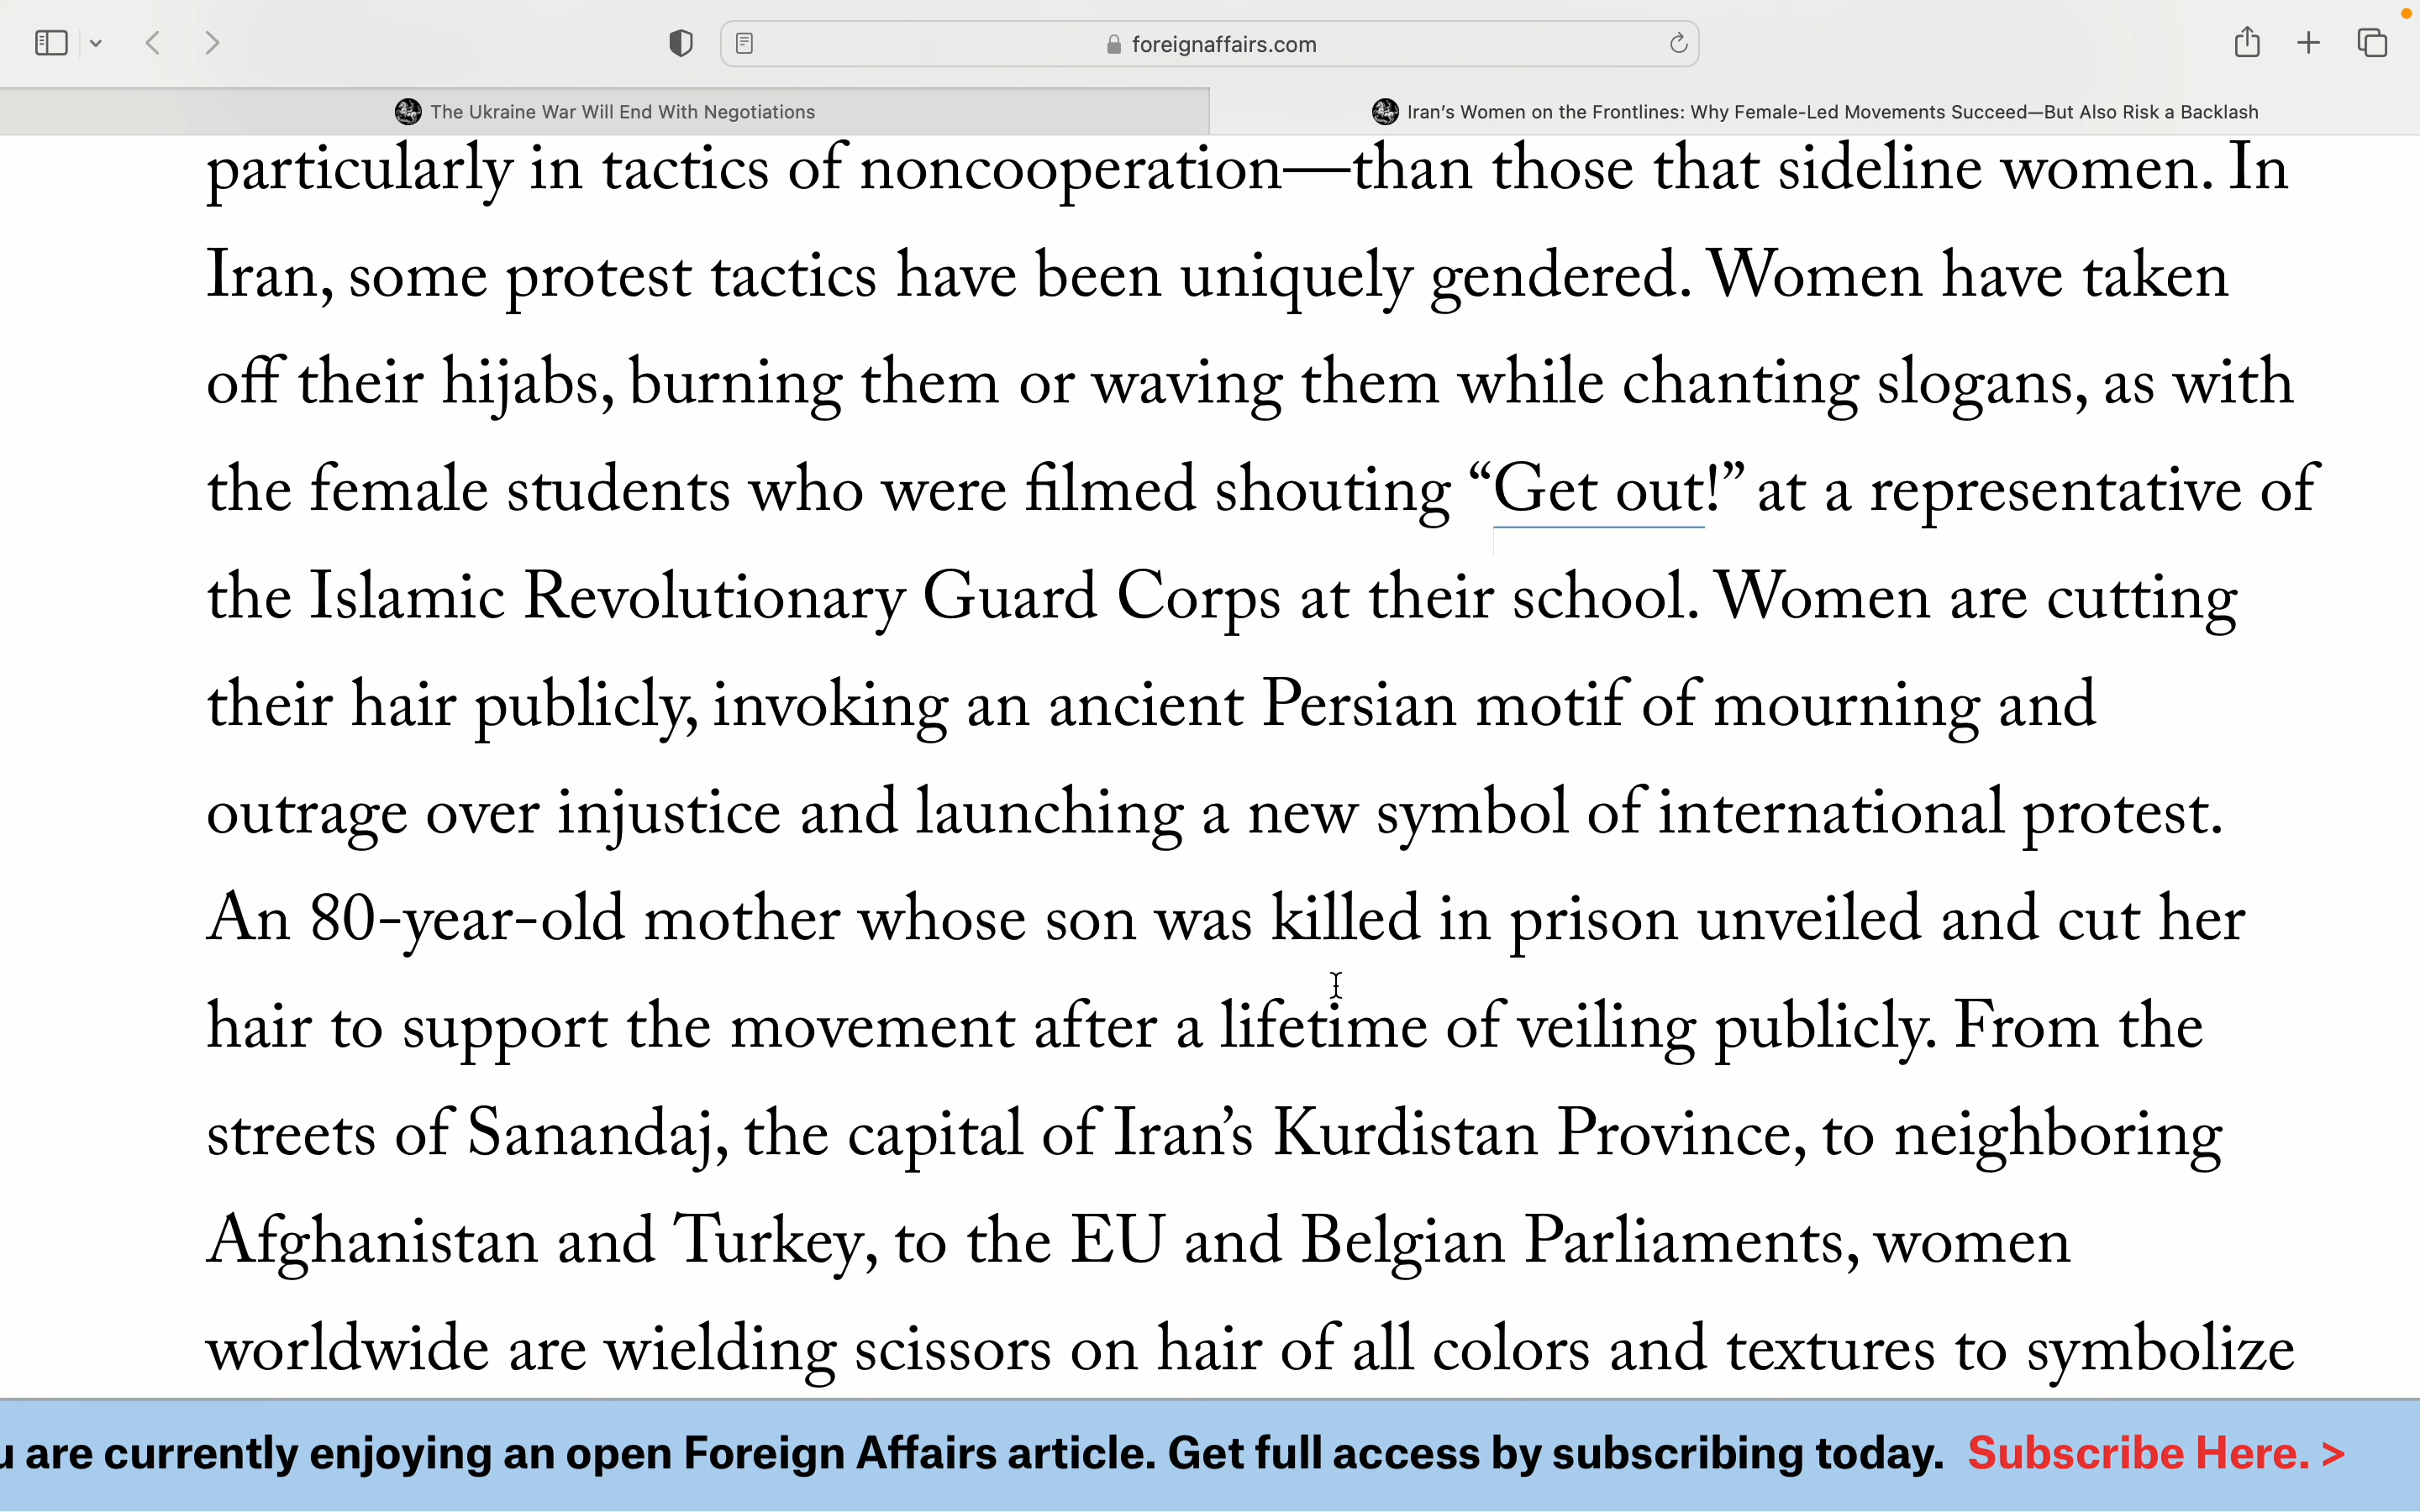 foreignaffairs.com
The Ukraine War Will End With Negotiations
Iran’s Women on the Frontlines: Why Female-Led Movements Succeed—But Also Risk a Backlash
particularly in tactics of noncooperation—than those that sideline women. In
Iran, some protest tactics have been uniquely gendered. Women have taken
off their hijabs, burning them or waving them while chanting slogans, as with
the female students who were filmed shouting “Get out!” at a representative of
the Islamic Revolutionary Guard Corps at their school. Women are cutting
their hair publicly, invoking an ancient Persian motif of mourning and
outrage over injustice and launching a new symbol of international protest.
An 80-year-old mother whose son was killed in prison unveiled and cut her
hair to support the movement after a lifetime of veiling publicly. From the
streets of Sanandaj, the capital of Iran’s Kurdistan Province, to neighboring
Afghanistan and Turkey, to the EU and Belgian Parliaments, women
worldwide are wielding scissors on hair of all colors and textures to symbolize
u are currently enjoying an open Foreign Affairs article. Get full access by subscribing today. Subscribe Here. >